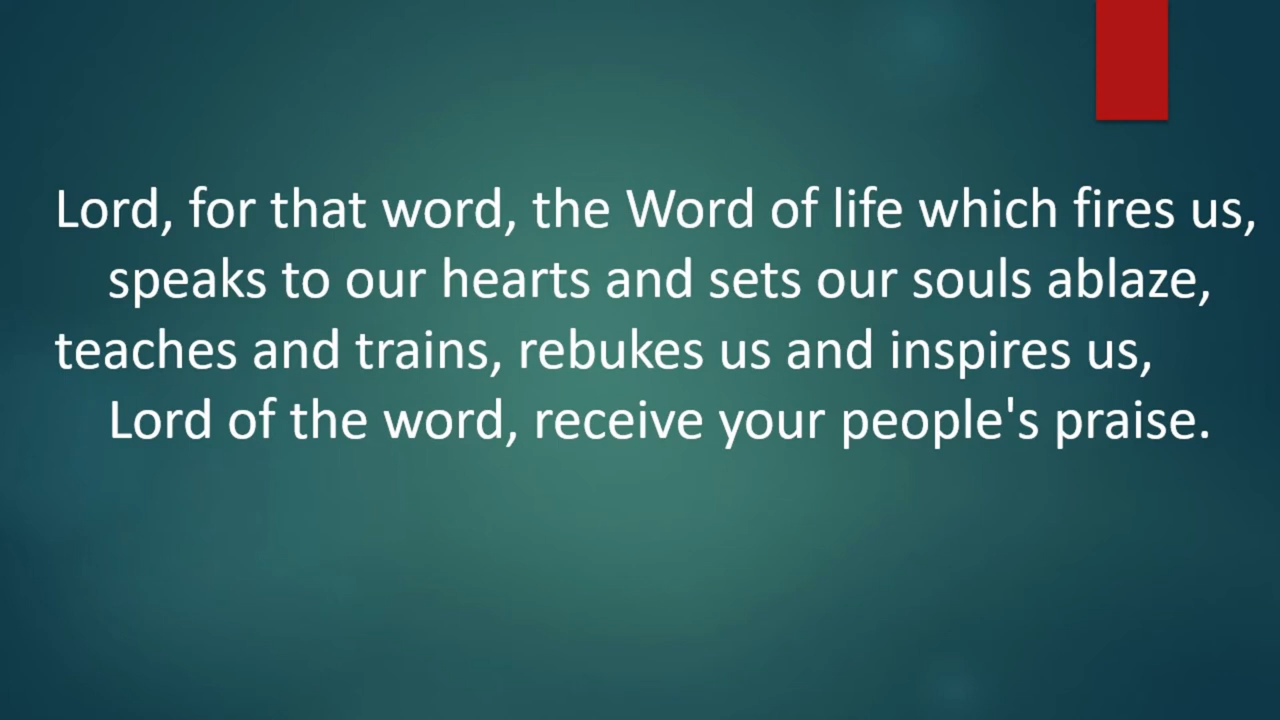 Lord, for that word, the Word of life which fires us,
speaks to our hearts and sets our souls ablaze,
teaches and trains, rebukes us and inspires us,
Lord of the word, receive your people's praise.